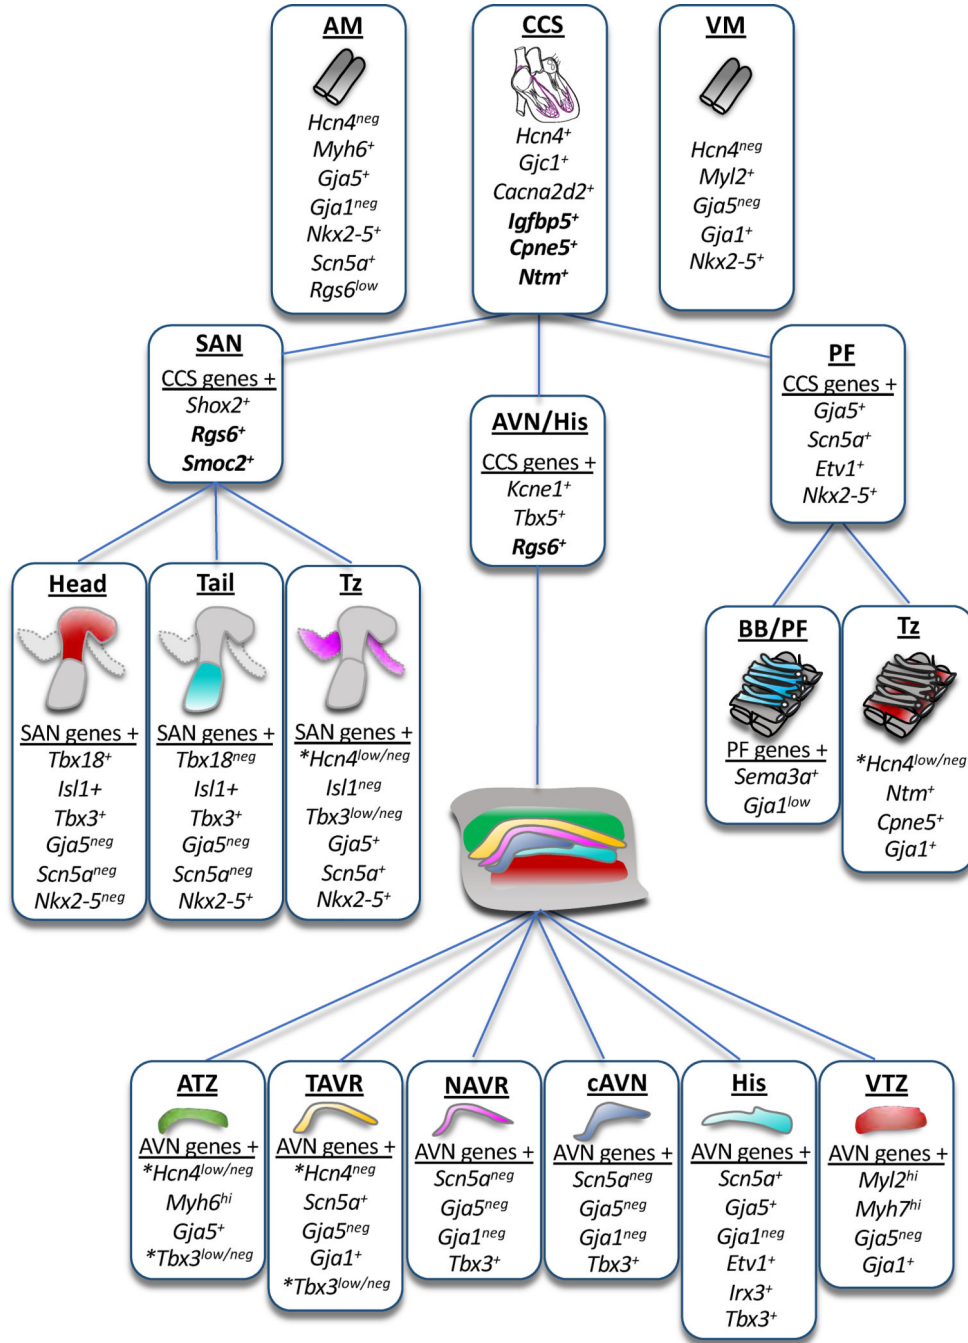 AM
Hcn4neg
Myh6+
Gja5+
Gja1neg
Nkx2-5+
Scn5a+
Rgs6low
CCS
Hcn4+
Gjc1+
Cacna2d2+
Igfbp5+
Cpne5+
Ntm+
VM
Hcn4neg
Myl2+
Gja5neg
Gja1+
Nkx2-5+
SAN
CCS genes +
Shox2+
Rgs6+
Smoc2+
AVN/His
CCS genes +
Kcne1+
Tbx5+
Rgs6+
PF
CCS genes +
Gja5+
Scn5a+
Etv1+
Nkx2-5+
Head
SAN genes +
Tbx18+
Isl1+
Tbx3+
Gja5neg
Scn5aneg
Nkx2-5neg
Tail
SAN genes +
Tbx18neg
Isl1+
Tbx3+
Gja5neg
Scn5aneg
Nkx2-5+
Tz
SAN genes +
*Hcn4low/neg
Isl1neg
Tbx3low/neg
Gja5+
Scn5a+
Nkx2-5+
BB/PF
PF genes +
Sema3a+
Gja1low
Tz
*Hcn4low/neg
Ntm+
Cpne5+
Gja1+
ATZ
AVN genes +
*Hcn4low/neg
Myh6hi
Gja5+
*Tbx3low/neg
TAVR
AVN genes +
*Hcn4neg
Scn5a+
Gja5neg
Gja1+
*Tbx3low/neg
NAVR
AVN genes +
Scn5aneg
Gja5neg
Gja1neg
Tbx3+
cAVN
AVN genes +
Scn5aneg
Gja5neg
Gja1neg
Tbx3+
His
AVN genes +
Scn5a+
Gja5+
Gja1neg
Etv1+
Irx3+
Tbx3+
VTZ
AVN genes +
Myl2hi
Myh7hi
Gja5neg
Gja1+